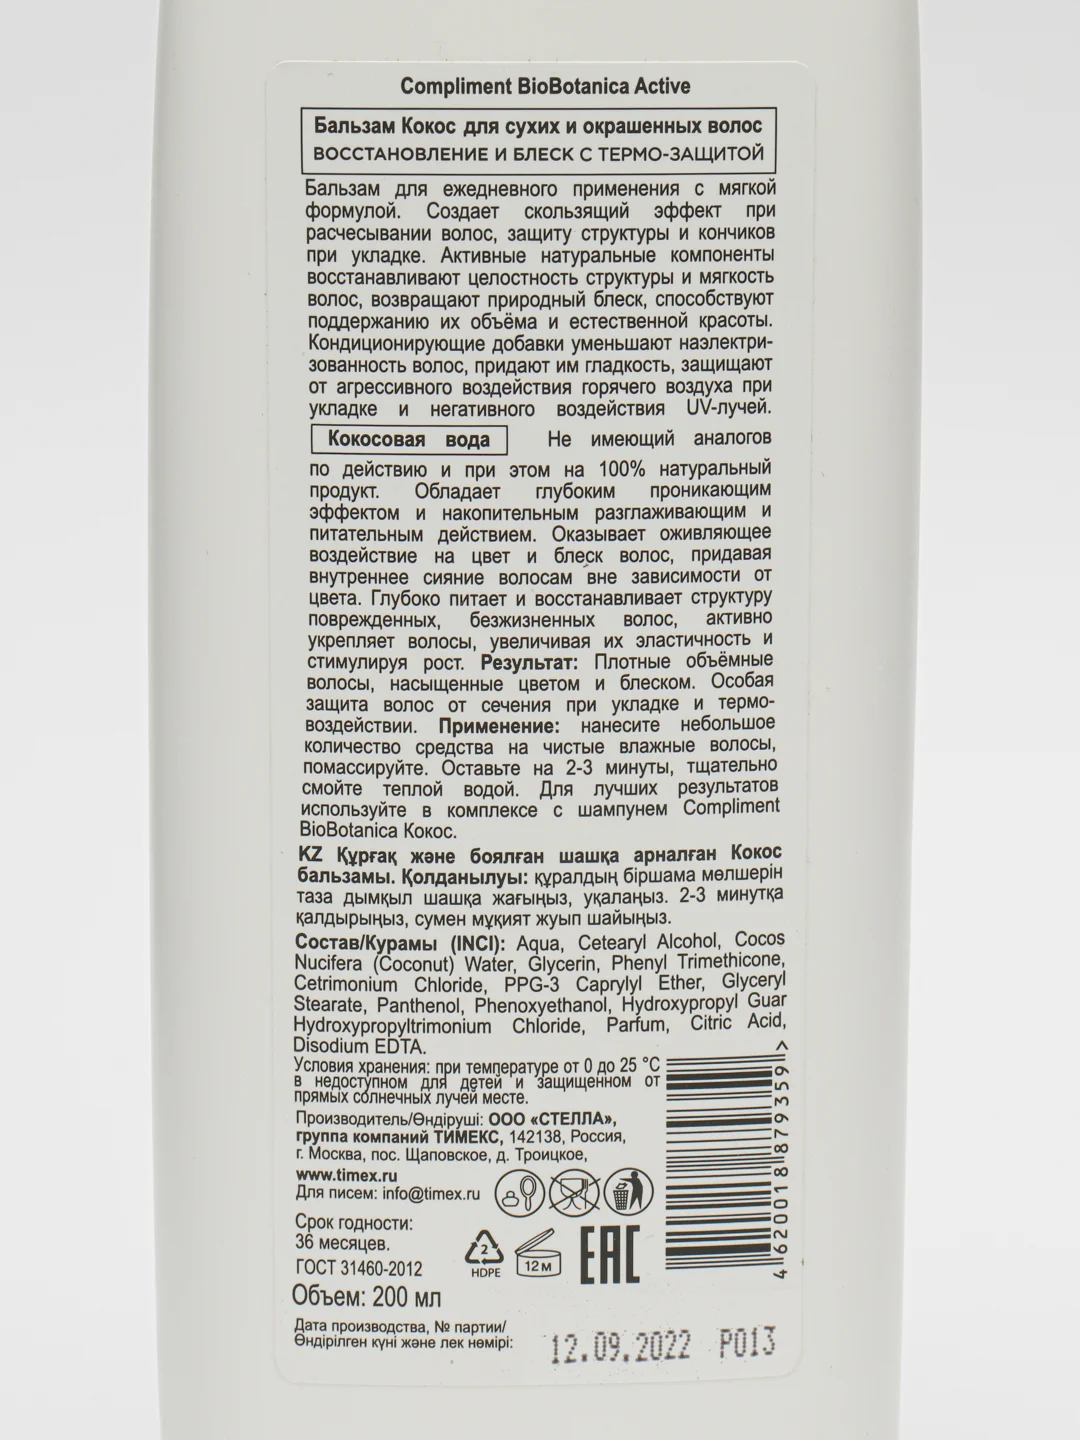 Compliment BioBotanica Active
Бальзам Кокос для сухих и окрашенных волос
ВОССТАНОВЛЕНИЕ И БЛЕСК С ТЕРМО-ЗАЩИТОЙ
Бальзам для ежедневного применения с мягкой
формулой. Создает скользящий эффект при
расчесывании волос, защиту структуры и кончиков
при укладке. Активные натуральные компоненты
восстанавливают целостность структуры и мягкость
волос, возвращают природный блеск, способствуют
поддержанию их объёма и естественной красоты.
Кондиционирующие добавки уменьшают наэлектри-
зованность волос, придают им гладкость, защищают
от агрессивного воздействия горячего воздуха при
укладке и негативного воздействия UV-лучей.
Кокосовая вода Не имеющий аналогов
по действию и при этом на 100% натуральный
продукт. Обладает глубоким проникающим
эффектом и накопительным разглаживающим и
питательным действием. Оказывает оживляющее
воздействие на цвет и блеск волос, придавая
внутреннее сияние волосам вне зависимости от
цвета. Глубоко питает и восстанавливает структуру
поврежденных, безжизненных волос, активно
укрепляет волосы, увеличивая их эластичность и
стимулируя рост. Результат: Плотные объёмные
волосы, насыщенные цветом и блеском. Особая
защита волос от сечения при укладке и термо-
воздействии. Применение: нанесите небольшое
количество средства на чистые влажные волосы,
помассируйте. Оставьте на 2-3 минуты, тщательно
смойте теплой водой. Для лучших результатов
используйте в комплексе с шампунем Compliment
BioBotanica Кокос.
KZ Құрғақ және боялған шашқа арналған Кокос
бальзамы. Қолданылуы: құралдың біршама мөлшерін
таза дымқыл шашқа жағыңыз, уқалаңыз. 2-3 минутқа
қалдырыңыз, сумен мұқият жуып шайыңыз.
Состав/Курамы (INCI): Aqua, Cetearyl Alcohol, Cocos
Nucifera (Coconut) Water, Glycerin, Phenyl Trimethicone,
Cetrimonium Chloride, PPG-3 Caprylyl Ether, Glyceryl
Stearate, Panthenol, Phenoxyethanol, Hydroxypropyl Guar
Hydroxypropyltrimonium Chloride, Parfum, Citric Acid,
Disodium EDTA.
Условия хранения: при температуре от 0 до 25 °С
в недоступном для детей и защищенном от
прямых солнечных лучей месте.
Производитель/Өндіруші: ООО «СТЕЛЛА»,
группа компаний ТИМЕКС, 142138, Россия,
г. Москва, пос. Щаповское, д. Троицкое,
www.timex.ru
Для писем: info@timex.ru
Срок годности:
36 месяцев.
ГОСТ 31460-2012
2
HDPE
12 м
EAC
4 620018 879359 >
Объем: 200 мл
Дата производства, № партии/
Өндірілген күні және лек нөмірі:
12.09.2022 P013